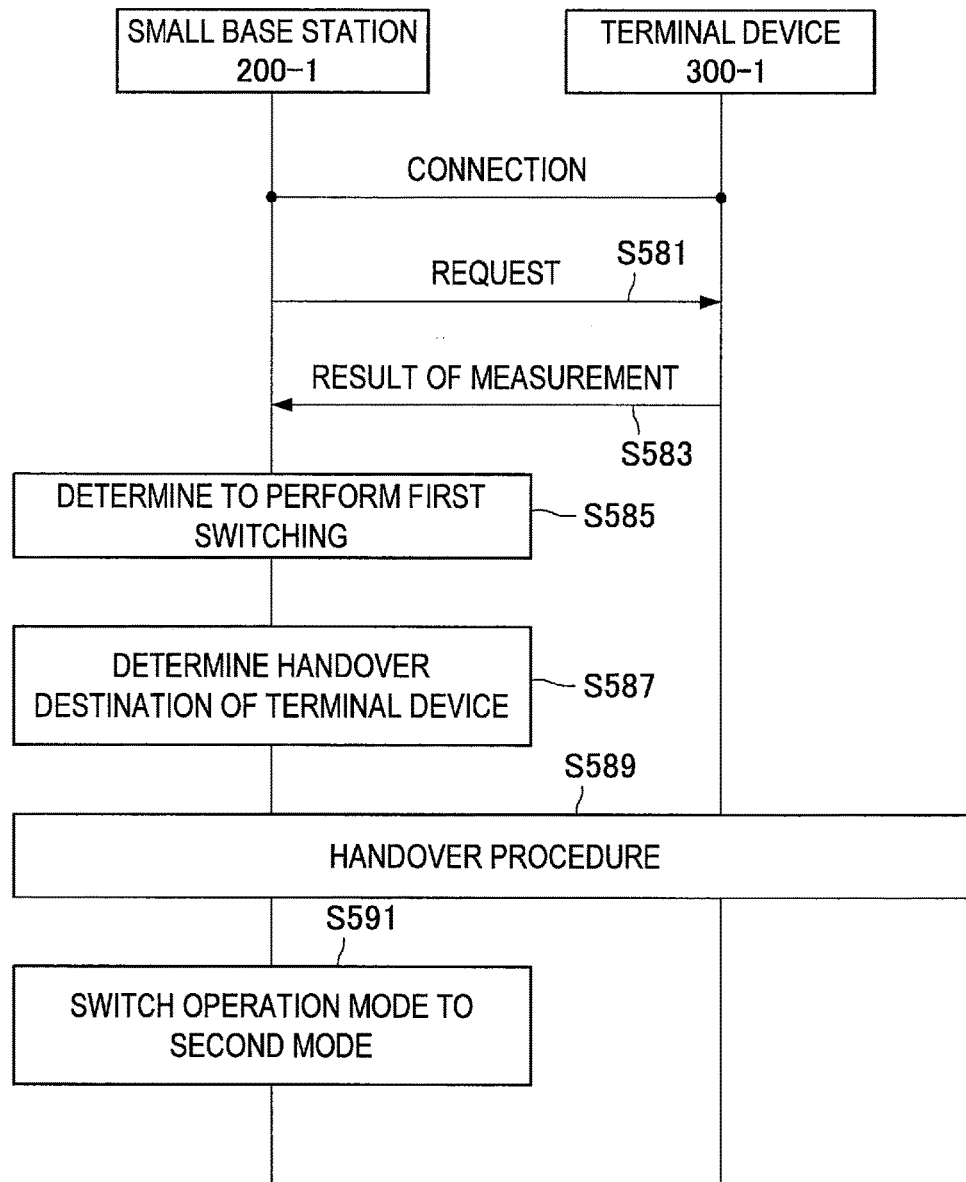 SMALL BASE STATION
200-1
TERMINAL DEVICE
300-1
CONNECTION
S581
REQUEST
RESULT OF MEASUREMENT
S583
DETERMINE TO PERFORM FIRST
SWITCHING
S585
DETERMINE HANDOVER
DESTINATION OF TERMINAL DEVICE
S587
S589
HANDOVER PROCEDURE
S591
SWITCH OPERATION MODE TO
SECOND MODE